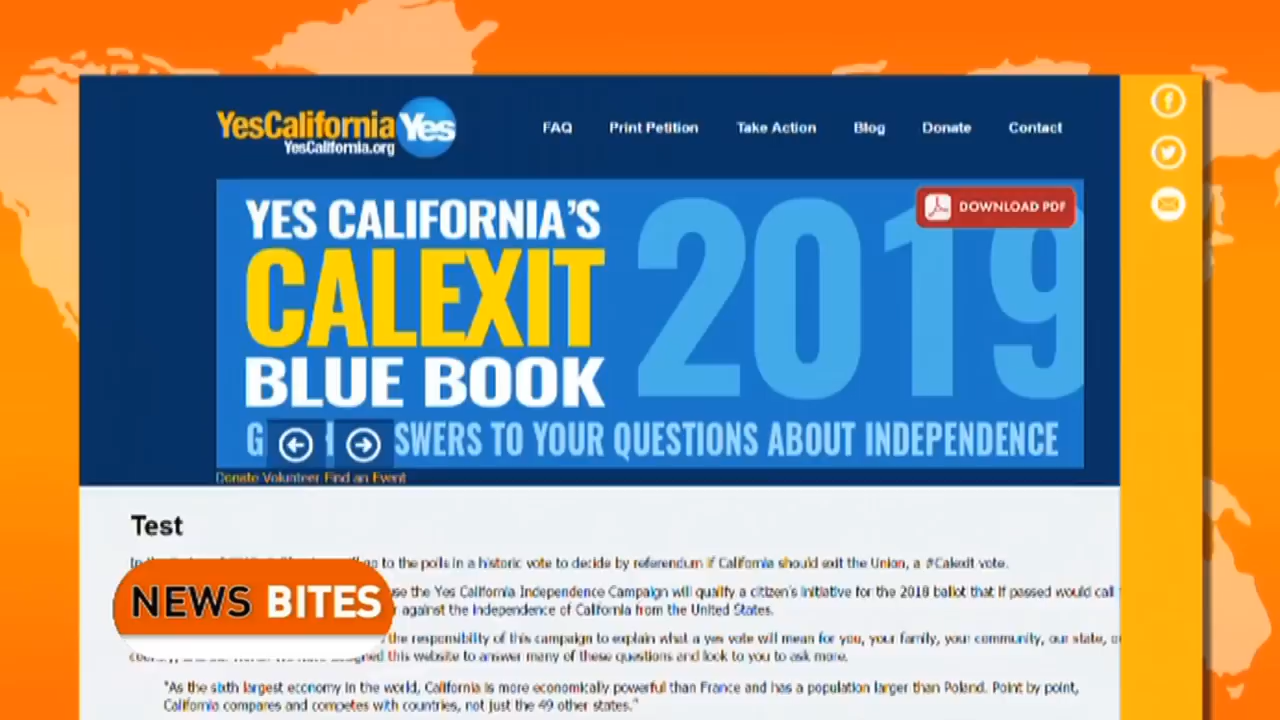 YesCalifornia Yes
YesCalifornia.org
FAQ Print Petition Take Action Blog Donate Contact
DOWNLOAD PDF
YES CALIFORNIA'S
CALEXIT
BLUE BOOK
2019
SWERS TO YOUR QUESTIONS ABOUT INDEPENDENCE
Donate Volunteer Find an Event
Test
to the polls in a historic vote to decide by referendum if California should exit the Union, a #Calexit vote.
the Yes California Independence Campaign will qualify a citizen's initiative for the 2018 ballot that if passed would call
against the independence of California from the United States.
NEWS BITES
the responsibility of this campaign to explain what a yes vote will mean for you, your family, your community, our state,
this website to answer many of these questions and look to you to ask more.
"As the sixth largest economy in the world, California is more economically powerful than France and has a population larger than Poland. Point by point,
California compares and competes with countries, not just the 49 other states."